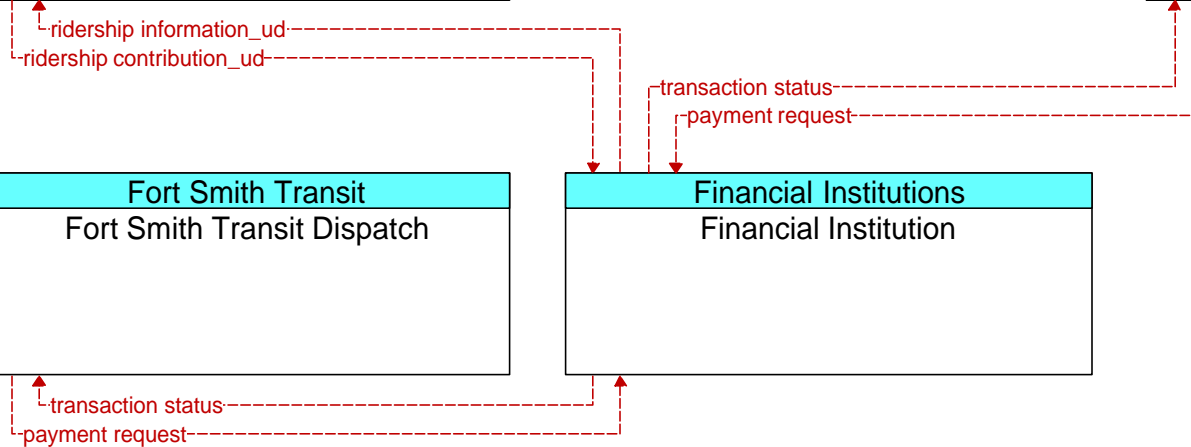 ridership information_ud
ridership contribution_ud
transaction status
payment request
Fort Smith Transit
Fort Smith Transit Dispatch
Financial Institutions
Financial Institution
transaction status
payment request